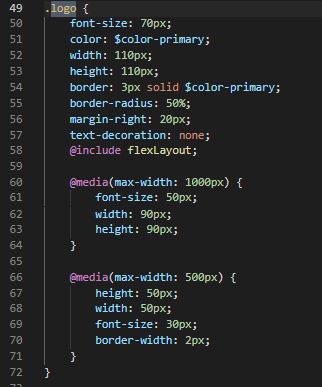 49 .logo {
50 font-size: 70px;
51 color: $color-primary;
52 width: 110px;
53 height: 110px;
54 border: 3px solid $color-primary;
55 border-radius: 50%;
56 margin-right: 20px;
57 text-decoration: none;
58 @include flexLayout;
59
60 @media(max-width: 1000px) {
61 font-size: 50px;
62 width: 90px;
63 height: 90px;
64 }
65
66 @media(max-width: 500px) {
67 height: 50px;
68 width: 50px;
69 font-size: 30px;
70 border-width: 2px;
71 }
72 }